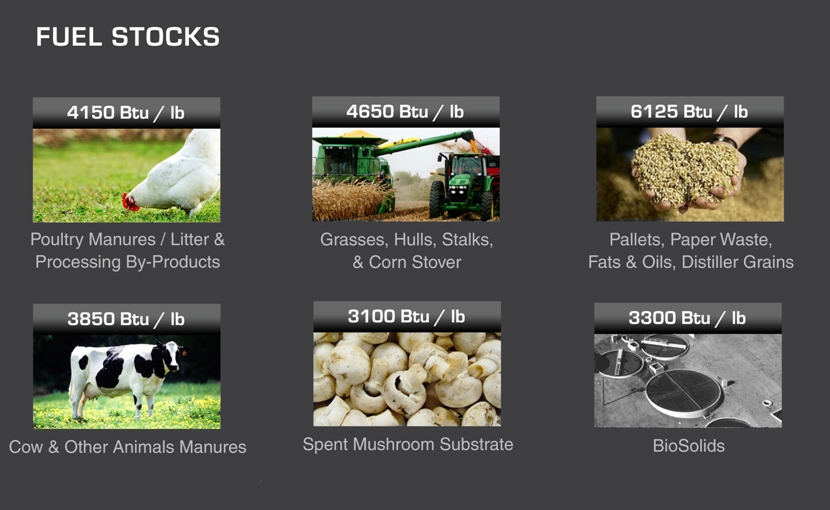 FUEL STOCKS
4150 Btu / lb
Poultry Manures / Litter &
Processing By-Products
4650 Btu / lb
Grasses, Hulls, Stalks,
& Corn Stover
6125 Btu / lb
Pallets, Paper Waste,
Fats & Oils, Distiller Grains
3850 Btu / lb
Cow & Other Animals Manures
3100 Btu / lb
Spent Mushroom Substrate
3300 Btu / lb
BioSolids